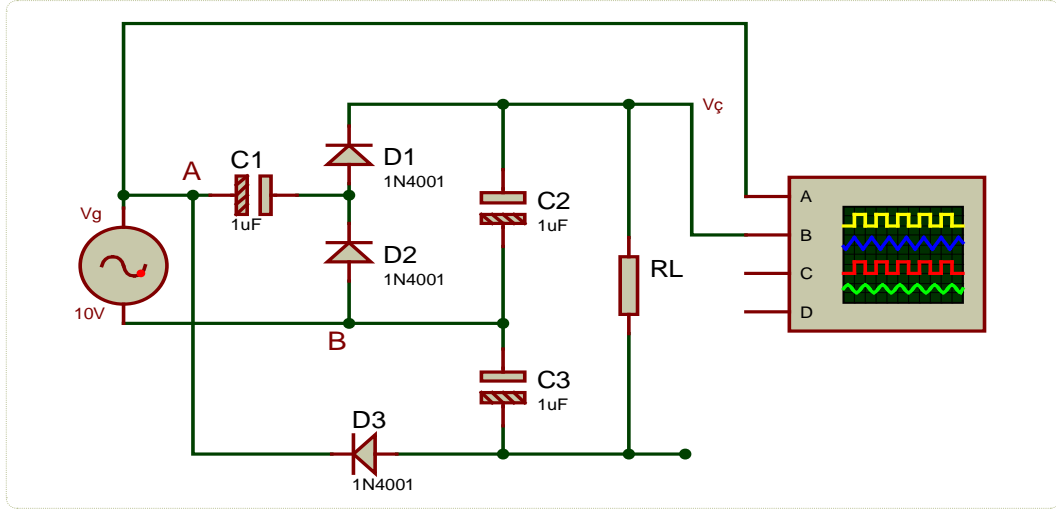 Vç
A
C1
1uF
D1
1N4001
Vg
10V
D2
1N4001
C2
1uF
RL
A
B
C
D
B
C3
1uF
D3
1N4001